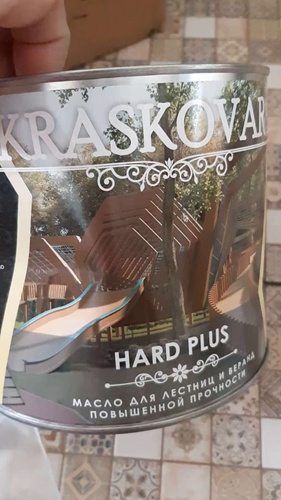 KRASKOVAR
HARD PLUS
МАСЛО ДЛЯ ЛЕСТНИЦ И ВЕРАНД
ПОВЫШЕННОЙ ПРОЧНОСТИ